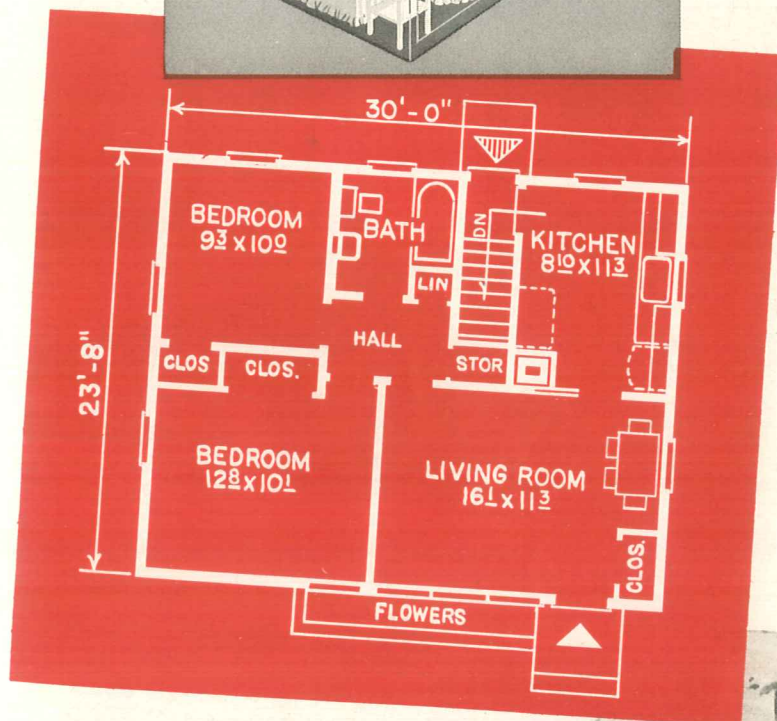 30'-0"
BEDROOM
9 3 x 10 0
BATH
DN
KITCHEN
8 10 x 11 3
LIN
23'-8"
HALL
CLOS
CLOS.
STOR
BEDROOM
12 8 x 10 1
LIVING ROOM
16 1 x 11 3
CLOS.
FLOWERS